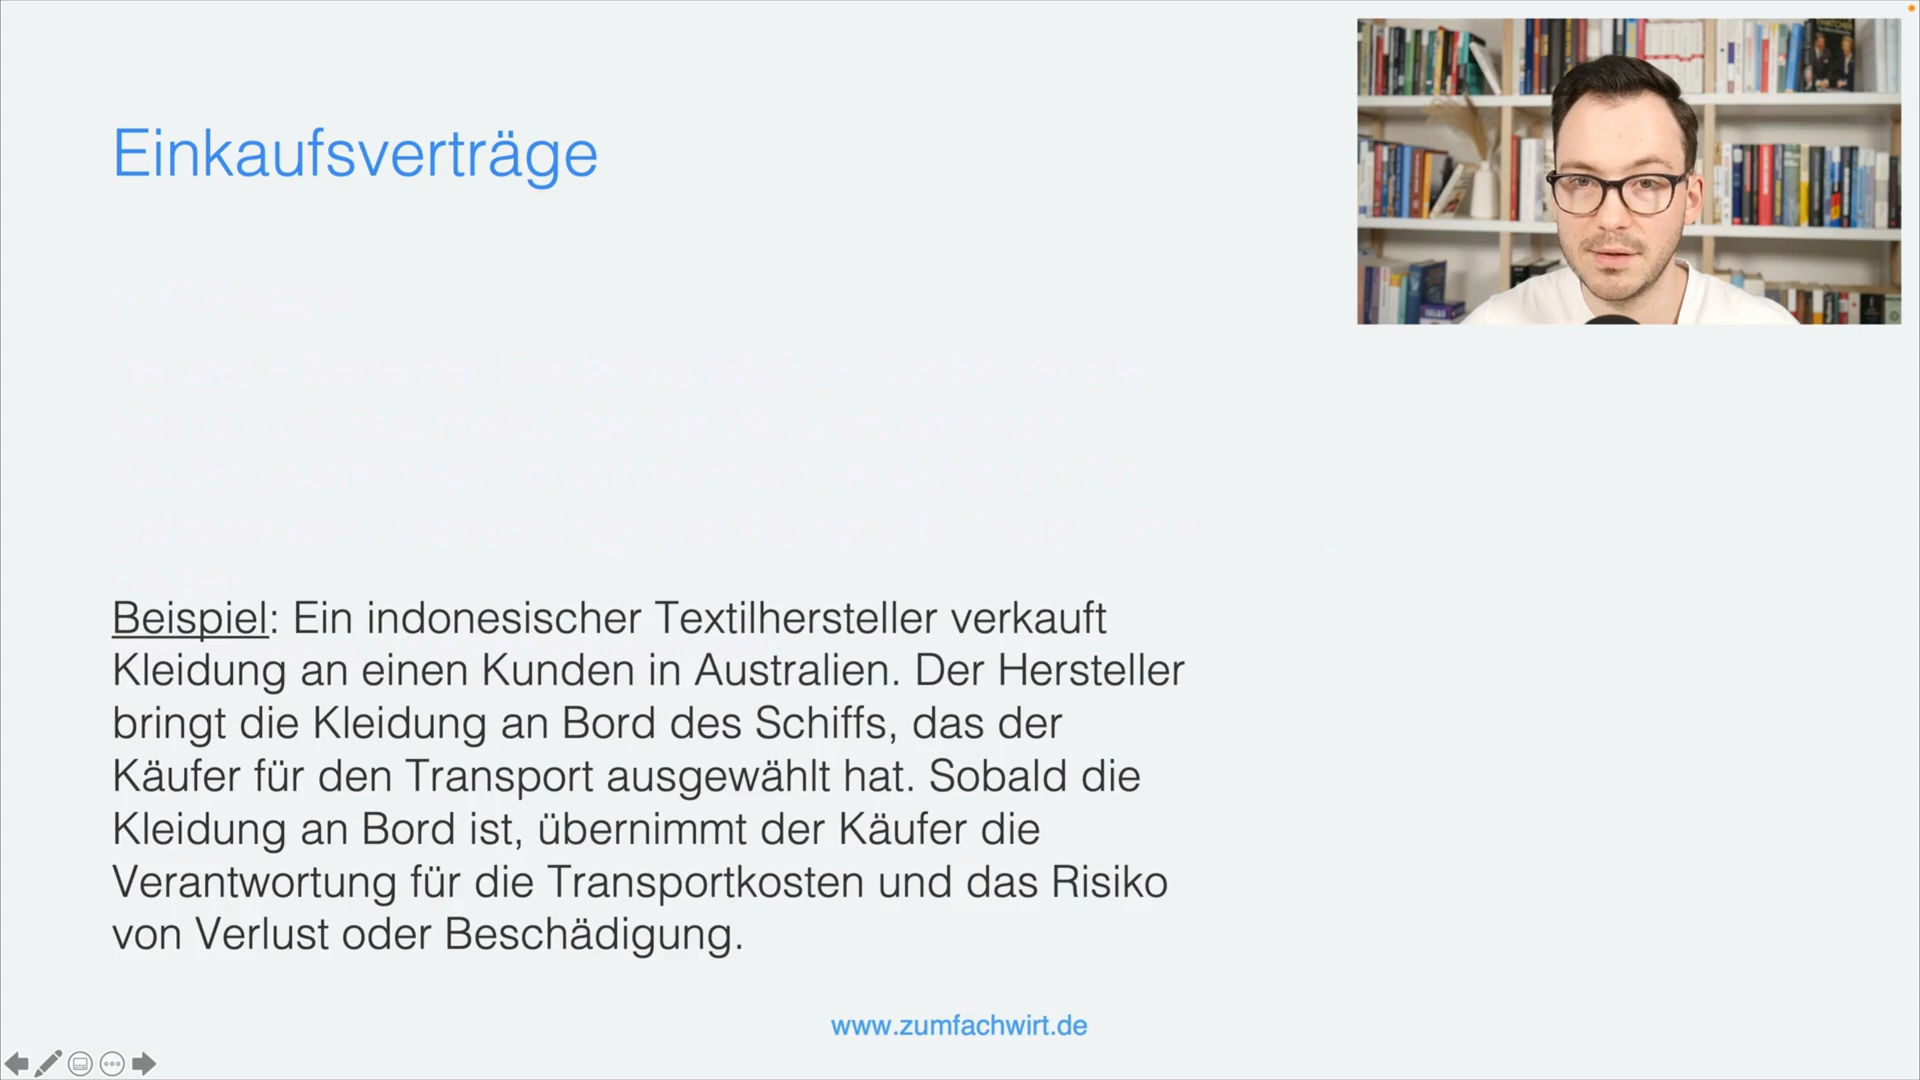 Einkaufsverträge
Beispiel: Ein indonesischer Textilhersteller verkauft
Kleidung an einen Kunden in Australien. Der Hersteller
bringt die Kleidung an Bord des Schiffs, das der
Käufer für den Transport ausgewählt hat. Sobald die
Kleidung an Bord ist, übernimmt der Käufer die
Verantwortung für die Transportkosten und das Risiko
von Verlust oder Beschädigung.
www.zumfachwirt.de